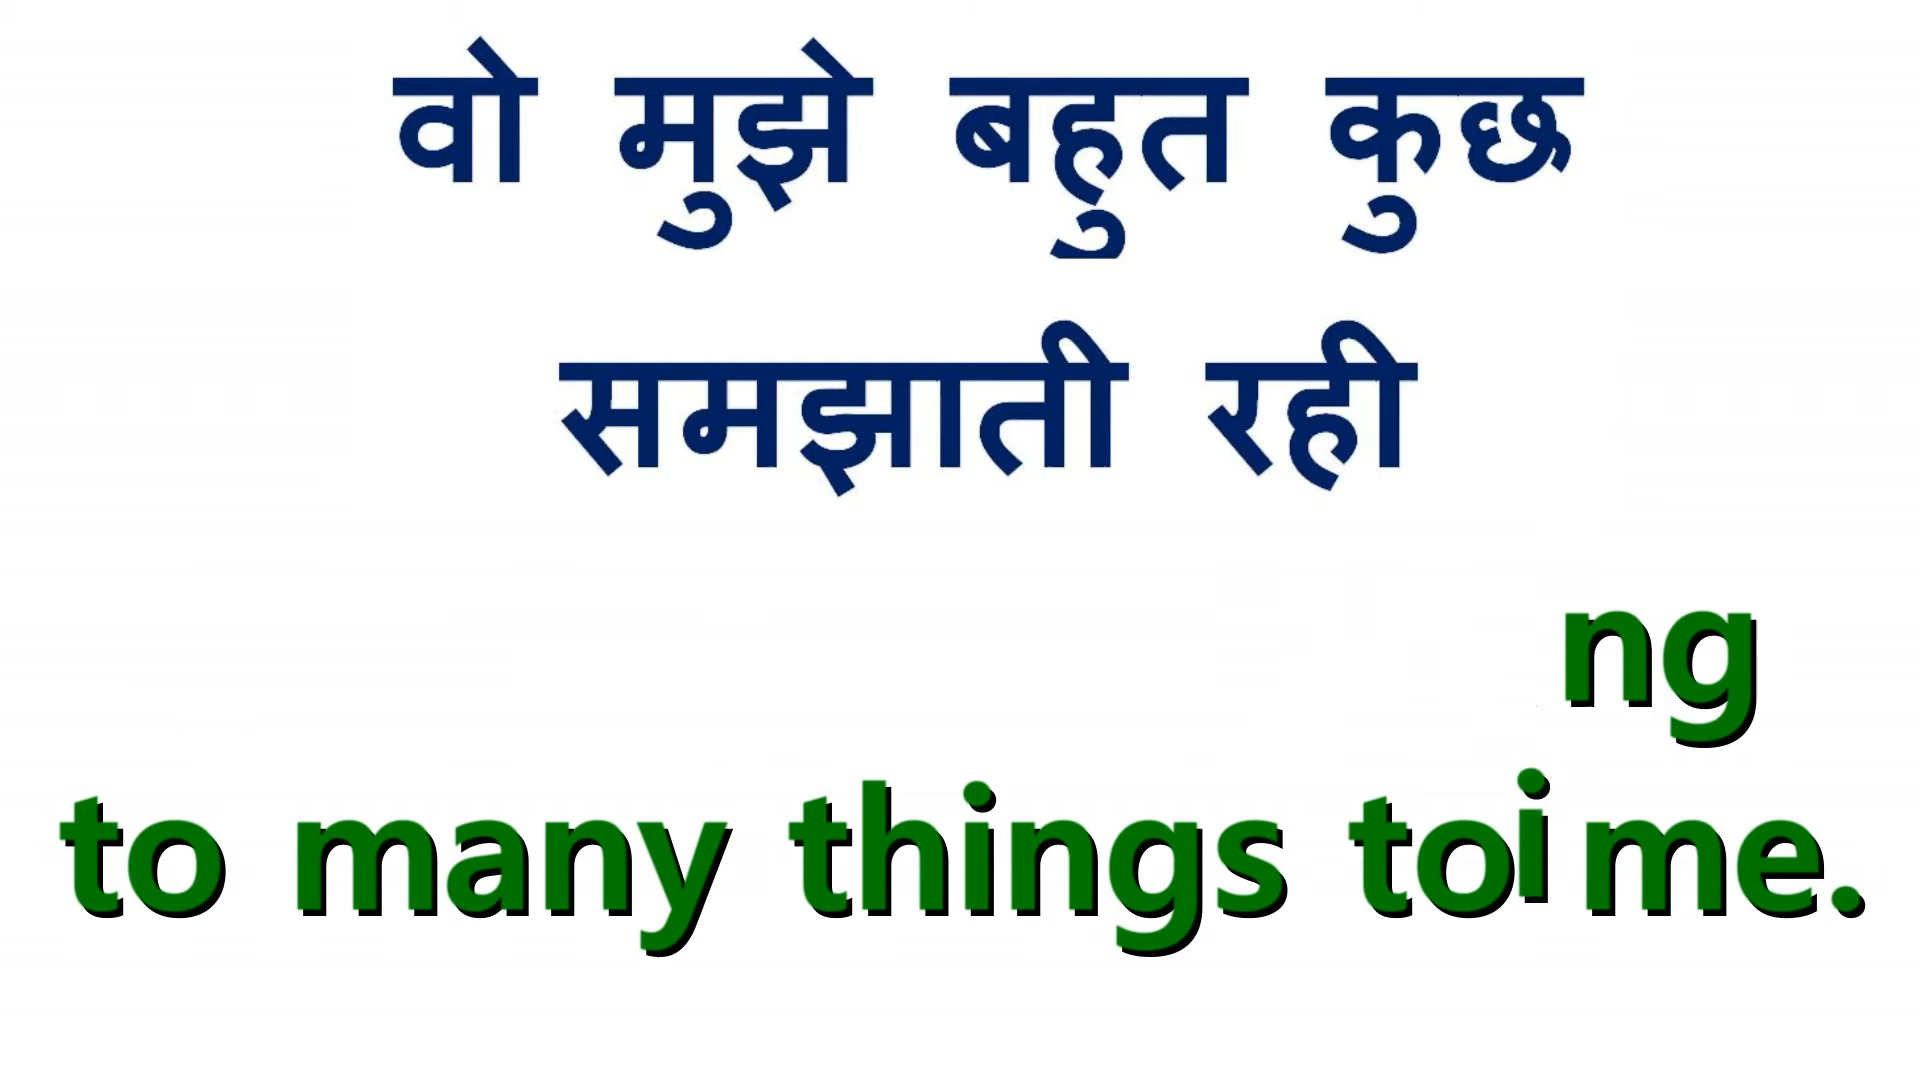 वो मुझे बहुत कुछ
समझाती रही
ng
to many things toi me.